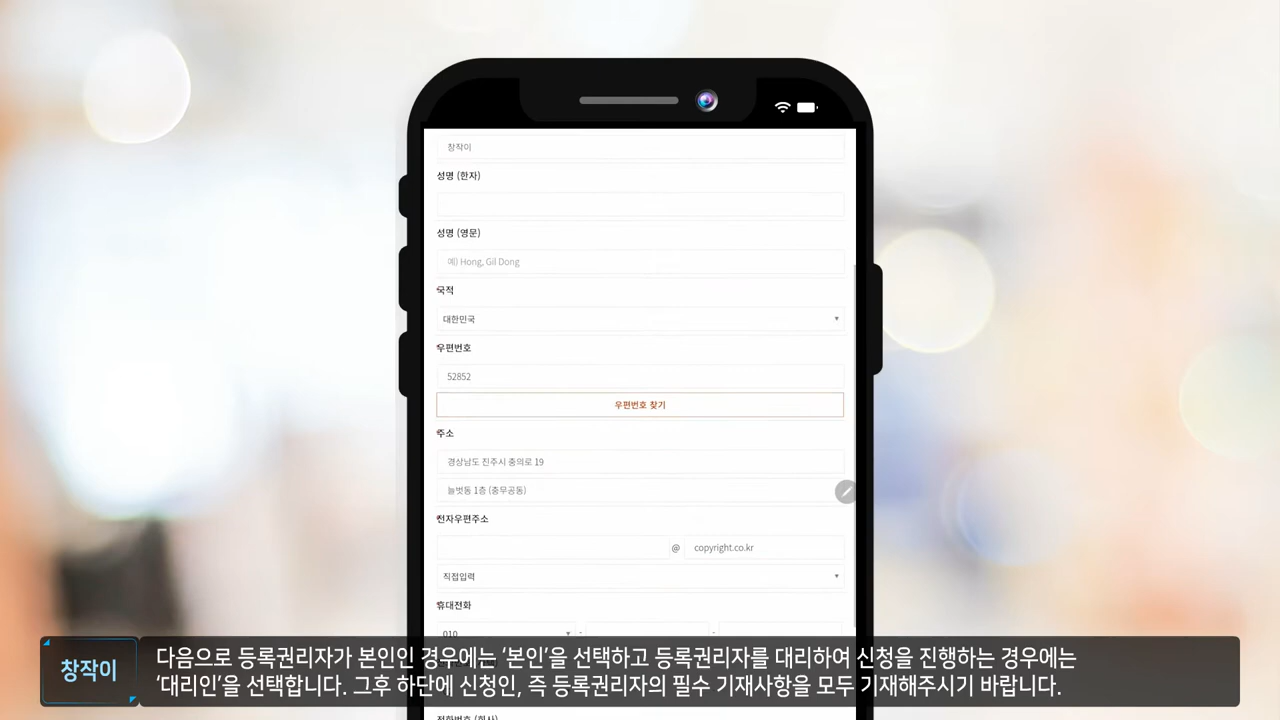 창작이
성명 (한자)
성명 (영문)
예) Hong, Gil Dong
국적
대한민국
우편번호
52852
우편번호 찾기
주소
경상남도 진주시 충의로 19
늘벗동 1층 (충무공동)
전자우편주소
@ copyright.co.kr
직접입력
휴대전화
010 - -
창작이
다음으로 등록권리자가 본인인 경우에는 ‘본인’을 선택하고 등록권리자를 대리하여 신청을 진행하는 경우에는
‘대리인’을 선택합니다. 그후 하단에 신청인, 즉 등록권리자의 필수 기재사항을 모두 기재해주시기 바랍니다.
전화번호 (회사)